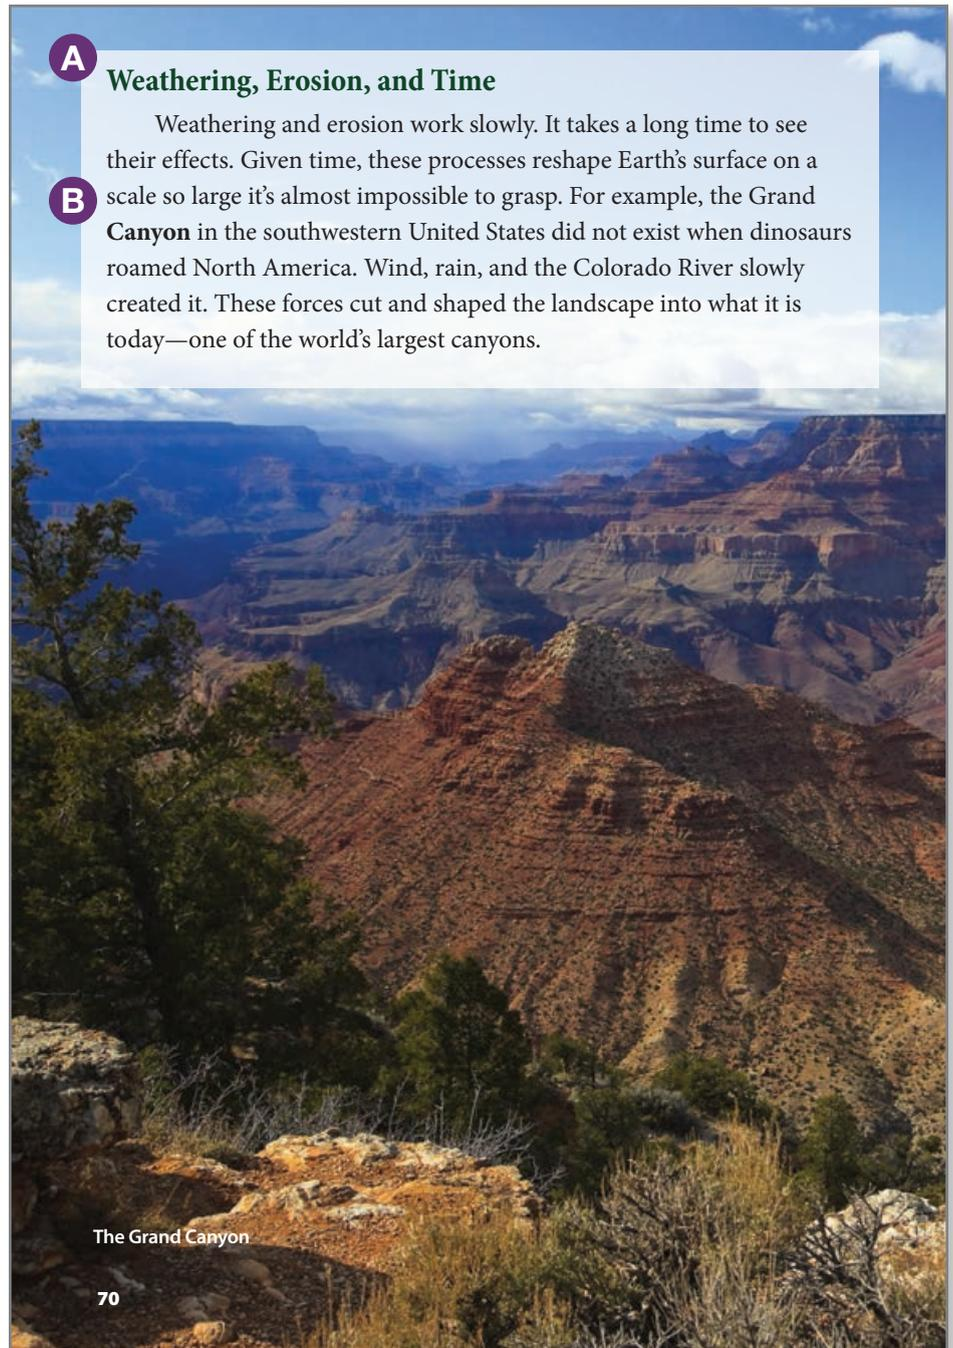 A
Weathering, Erosion, and Time
Weathering and erosion work slowly. It takes a long time to see
their effects. Given time, these processes reshape Earth’s surface on a
B
scale so large it’s almost impossible to grasp. For example, the Grand
Canyon in the southwestern United States did not exist when dinosaurs
roamed North America. Wind, rain, and the Colorado River slowly
created it. These forces cut and shaped the landscape into what it is
today—one of the world’s largest canyons.
The Grand Canyon
70